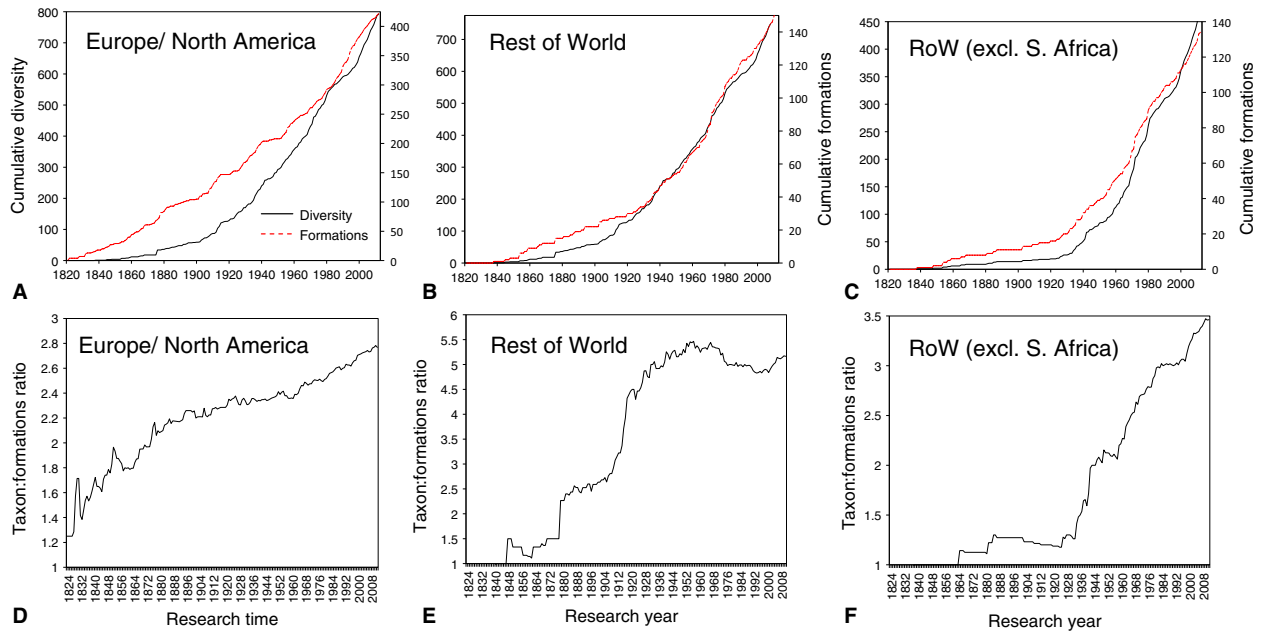 Europe/ North America
Cumulative diversity
800
700
600
500
400
300
200
100
0
400
350
300
250
200
150
100
50
0
1820 1840 1860 1880 1900 1920 1940 1960 1980 2000
Diversity
Formations
A
Rest of World
700
600
500
400
300
200
100
0
140
120
100
80
60
40
20
0
Cumulative formations
1820 1840 1860 1880 1900 1920 1940 1960 1980 2000
B
RoW (excl. S. Africa)
450
400
350
300
250
200
150
100
50
0
140
120
100
80
60
40
20
0
Cumulative formations
1820 1840 1860 1880 1900 1920 1940 1960 1980 2000
C
Europe/ North America
Taxon:formations ratio
3
2.8
2.6
2.4
2.2
2
1.8
1.6
1.4
1.2
1
1824 1832 1840 1848 1856 1864 1872 1880 1888 1896 1904 1912 1920 1928 1936 1944 1952 1960 1968 1976 1984 1992 2000 2008
D
Research time
Rest of World
Taxon:formations ratio
6
5.5
5
4.5
4
3.5
3
2.5
2
1.5
1
1824 1832 1840 1848 1856 1864 1872 1880 1888 1896 1904 1912 1920 1928 1936 1944 1952 1960 1968 1976 1984 1992 2000 2008
E
Research year
RoW (excl. S. Africa)
Taxon:formations ratio
3.5
3
2.5
2
1.5
1
1824 1832 1840 1848 1856 1864 1872 1880 1888 1896 1904 1912 1920 1928 1936 1944 1952 1960 1968 1976 1984 1992 2000 2008
F
Research year